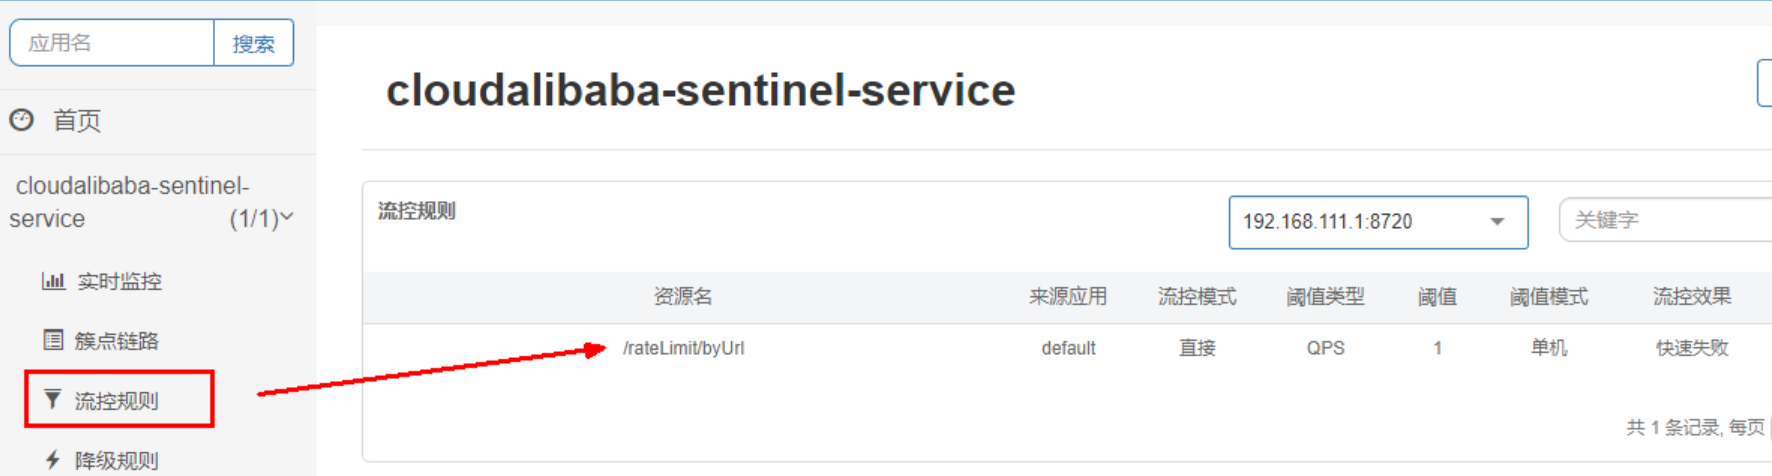 应用名 搜索
首页
cloudalibaba-sentinel-
service (1/1)
实时监控
簇点链路
流控规则
降级规则
cloudalibaba-sentinel-service
流控规则 192.168.111.1:8720 关键字
资源名 来源应用 流控模式 阈值类型 阈值 阈值模式 流控效果
/rateLimit/byUrl default 直接 QPS 1 单机 快速失败
共 1 条记录, 每页